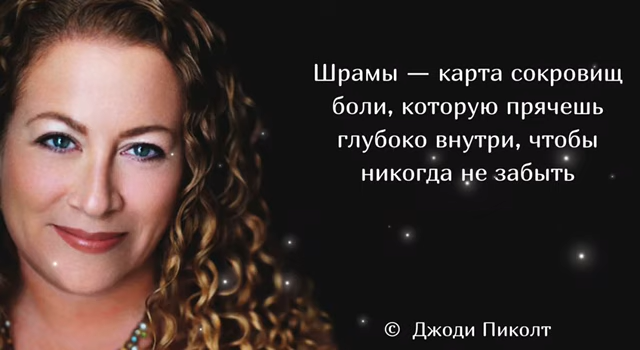 Шрамы — карта сокровищ
боли, которую прячешь
глубоко внутри, чтобы
никогда не забыть
© Джоди Пиколт